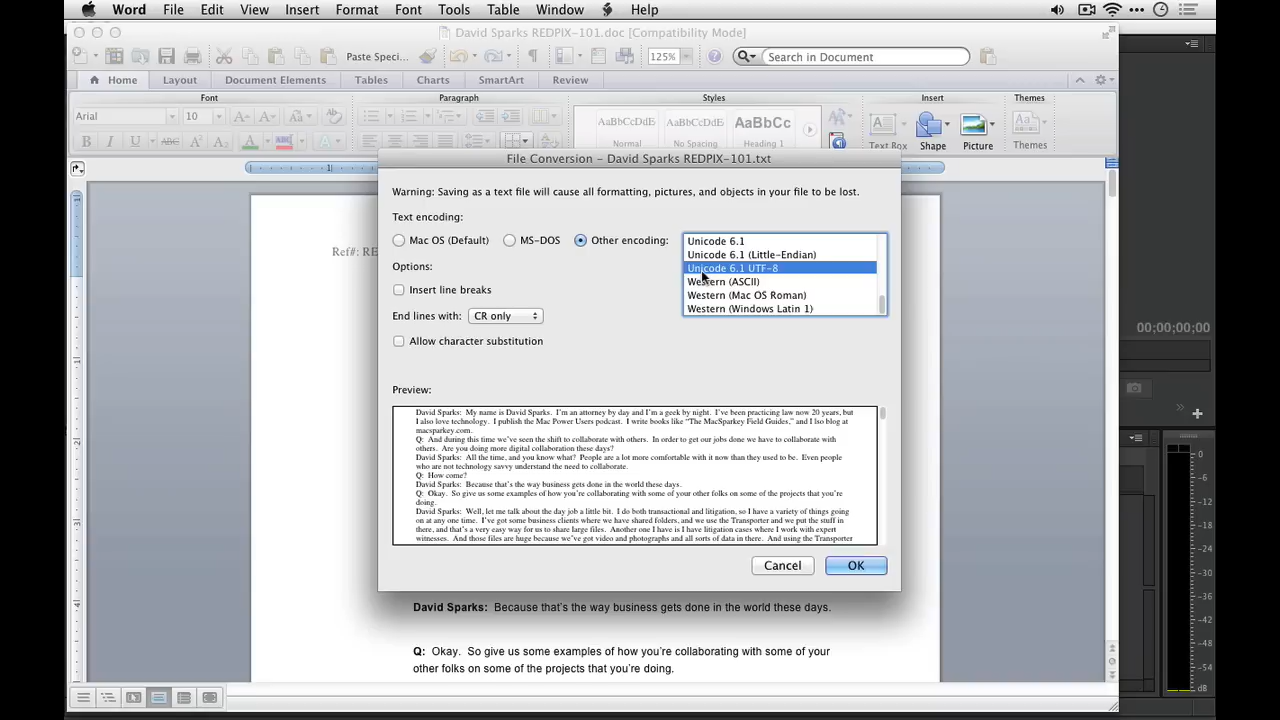 Word File Edit View Insert Format Font Tools Table Window Help
David Sparks REDPIX-101.doc [Compatibility Mode]
Paste Speci... 125% Search in Document
Home Layout Document Elements Tables Charts SmartArt Review
Font Paragraph Styles Insert Themes
Arial 10 AaBbCcDdE AaBbCcDdE AaBbCc Aa
B I U ABC A Heading 1 Text Box Shape Picture Themes
File Conversion - David Sparks REDPIX-101.txt
Warning: Saving as a text file will cause all formatting, pictures, and objects in your file to be lost.
Text encoding:
Mac OS (Default) MS-DOS Other encoding:
Unicode 6.1
Unicode 6.1 (Little-Endian)
Unicode 6.1 UTF-8
Western (ASCII)
Western (Mac OS Roman)
Western (Windows Latin 1)
Ref#: RE
Options:
Insert line breaks
End lines with: CR only
Allow character substitution
00;00;00;00
Preview:
David Sparks: My name is David Sparks. I'm an attorney by day and I'm a geek by night. I've been practicing law now 20 years, but
I also love technology. I publish the Mac Power Users podcast. I write books like "The MacSparkey Field Guides," and I lso blog at
macsparkey.com.
Q: And during this time we've seen the shift to collaborate with others. In order to get our jobs done we have to collaborate with
others. Are you doing more digital collaboration these days?
David Sparks: All the time, and you know what? People are a lot more comfortable with it now than they used to be. Even people
who are not technology savvy understand the need to collaborate.
Q: How come?
David Sparks: Because that's the way business gets done in the world these days.
Q: Okay. So give us some examples of how you're collaborating with some of your other folks on some of the projects that you're
doing.
David Sparks: Well, let me talk about the day job a little bit. I do both transactional and litigation, so I have a variety of things going
on at any one time. I've got some business clients where we have shared folders, and we use the Transporter and we put the stuff in
there, and that's a very easy way for us to share large files. Another one I have is I have litigation cases where I work with expert
witnesses. And those files are huge because we've got video and photographs and all sorts of data in there. And using the Transporter
Cancel OK
David Sparks: Because that's the way business gets done in the world these days.
Q: Okay. So give us some examples of how you're collaborating with some of your
other folks on some of the projects that you're doing.
0
-6
-12
-18
-24
-30
-36
-42
-48
-54
dB